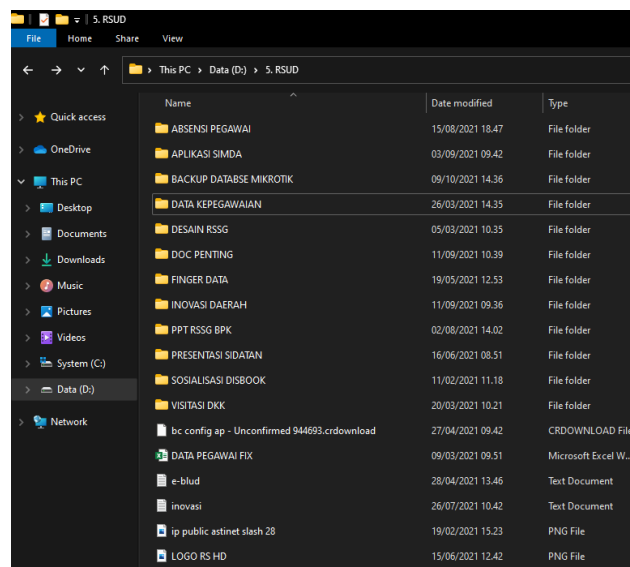 5. RSUD
File Home Share View
This PC Data (D:) 5. RSUD
Name Date modified Type
Quick access
OneDrive
This PC
Desktop
Documents
Downloads
Music
Pictures
Videos
System (C:)
Data (D:)
Network
ABSENSI PEGAWAI 15/08/2021 18.47 File folder
APLIKASI SIMDA 03/09/2021 09.42 File folder
BACKUP DATABSE MIKROTIK 09/10/2021 14.36 File folder
DATA KEPEGAWAIAN 26/03/2021 14.35 File folder
DESAIN RSSG 05/03/2021 10.35 File folder
DOC PENTING 11/09/2021 10.39 File folder
FINGER DATA 19/05/2021 12.53 File folder
INOVASI DAERAH 11/09/2021 09.36 File folder
PPT RSSG BPK 02/08/2021 14.02 File folder
PRESENTASI SIDATAN 16/06/2021 08.51 File folder
SOSIALISASI DISBOOK 11/02/2021 11.18 File folder
VISITASI DKK 20/03/2021 10.21 File folder
bc config ap - Unconfirmed 944693.crdownload 27/04/2021 09.42 CRDOWNLOAD File
DATA PEGAWAI FIX 09/03/2021 09.51 Microsoft Excel W...
e-blud 28/04/2021 13.46 Text Document
inovasi 26/07/2021 10.42 Text Document
ip public astinet slash 28 19/02/2021 15.23 PNG File
LOGO RS HD 15/06/2021 12.42 PNG File